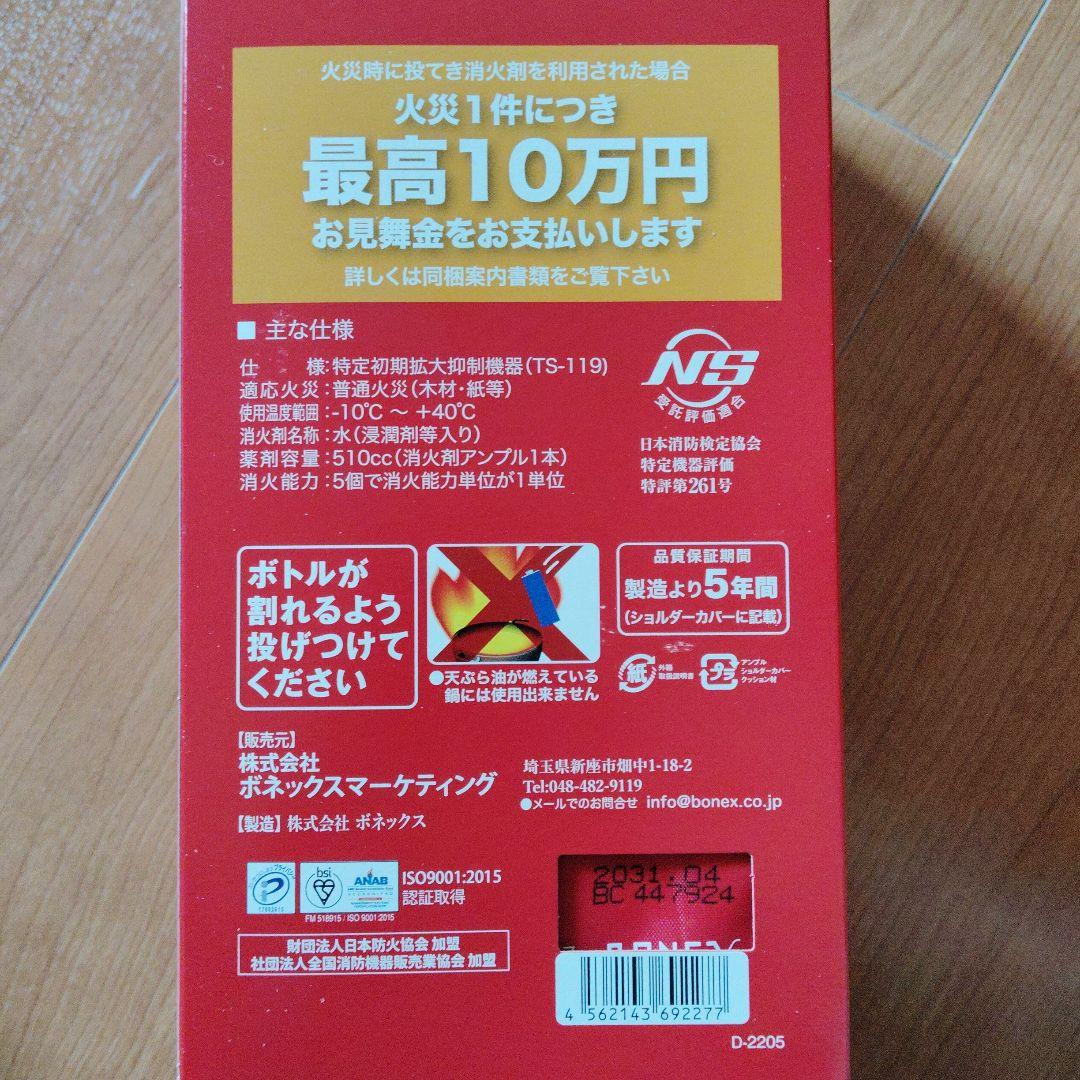 火災時に投てき消火剤を利用された場合
火災1件につき
最高10万円
お見舞金をお支払いします
詳しくは同梱案内書類をご覧下さい
■ 主な仕様
仕 様:特定初期拡大抑制機器(TS-119)
適応火災:普通火災(木材・紙等)
使用温度範囲:-10℃ ～ +40℃
消火剤名称:水(浸潤剤等入り)
薬剤容量:510cc(消火剤アンプル1本)
消火能力:5個で消火能力単位が1単位
NS
受託評価適合
日本消防検定協会
特定機器評価
特評第261号
ボトルが
割れるよう
投げつけて
ください
●天ぷら油が燃えている
鍋には使用出来ません
品質保証期間
製造より5年間
(ショルダーカバーに記載)
紙
外箱
取扱説明書
プラ
アンプル
ショルダーカバー
クッション材
【販売元】
株式会社
ボネックスマーケティング
埼玉県新座市畑中1-18-2
Tel:048-482-9119
●メールでのお問合せ info@bonex.co.jp
【製造】株式会社 ボネックス
bsi
ANAB
FM 518915 / ISO 9001:2015
ISO9001:2015
認証取得
財団法人日本防火協会 加盟
社団法人全国消防機器販売業協会 加盟
2031.04
BC 447924
BONEX
4 562143 692277
D-2205